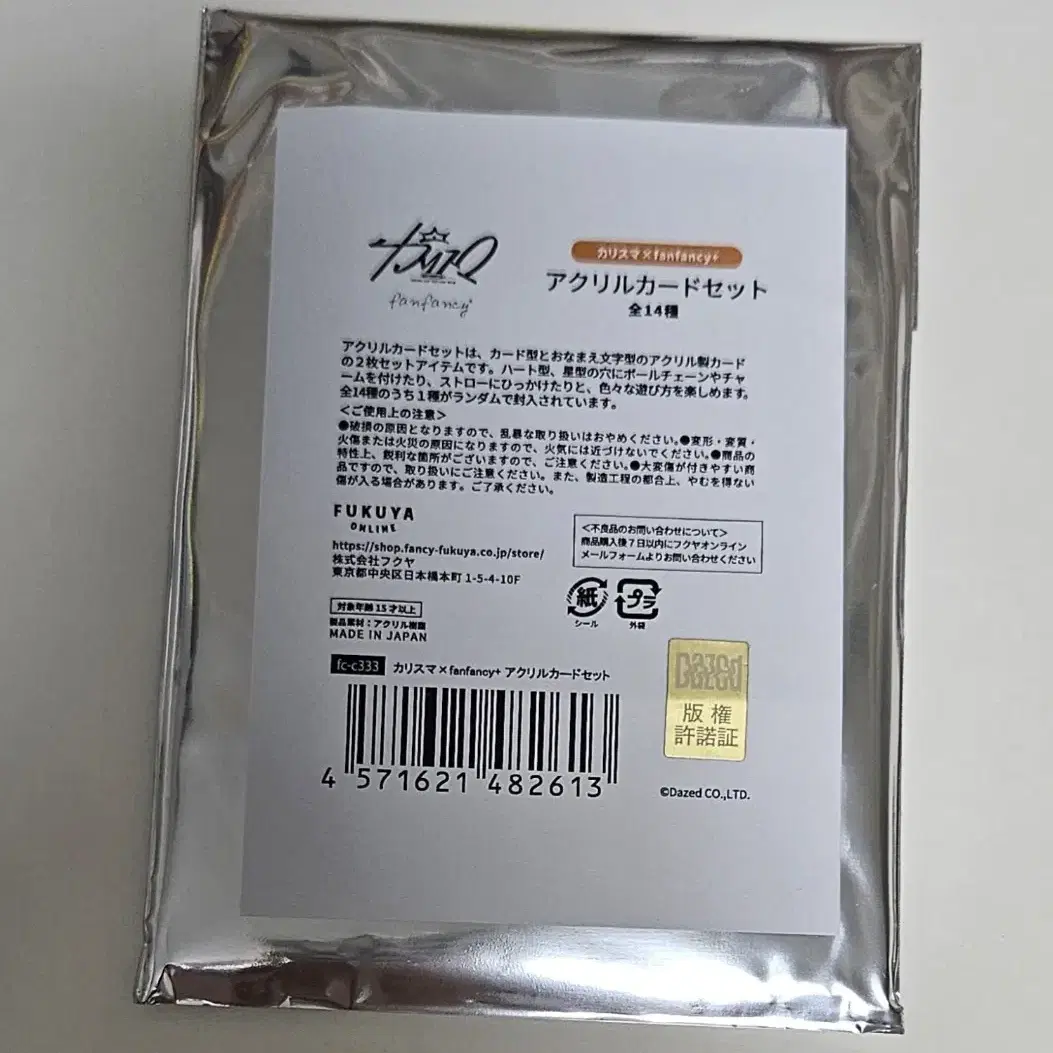 fanfancy+
カリスマ×fanfancy+
アクリルカードセット
全14種
アクリルカードセットは、カード型とおなまえ文字型のアクリル製カード
の2枚セットアイテムです。ハート型、星型の穴にボールチェーンやチャ
ームを付けたり、ストローにひっかけたりと、色々な遊び方を楽しめます。
全14種のうち1種がランダムで封入されています。
＜ご使用上の注意＞
●破損の原因となりますので、乱暴な取り扱いはおやめください。●変形・変質・
火傷または火災の原因になりますので、火気には近づけないでください。●商品の
特性上、鋭利な箇所がございますので、ご注意ください。●大変傷が付きやすい商
品ですので、取り扱いにご注意ください。また、製造工程の都合上、やむを得ない
傷が入る場合があります。ご了承ください。
FUKUYA
ONLINE
https://shop.fancy-fukuya.co.jp/store/
株式会社フクヤ
東京都中央区日本橋本町1-5-4-10F
＜不良品のお問い合わせについて＞
商品購入後7日以内にフクヤオンライン
メールフォームよりお問い合わせください
紙
シール
プラ
外袋
対象年齢15才以上
製品素材：アクリル樹脂
MADE IN JAPAN
fc-c333 カリスマ×fanfancy+ アクリルカードセット
4 571621 482613
Dazed
版権
許諾証
©Dazed CO.,LTD.